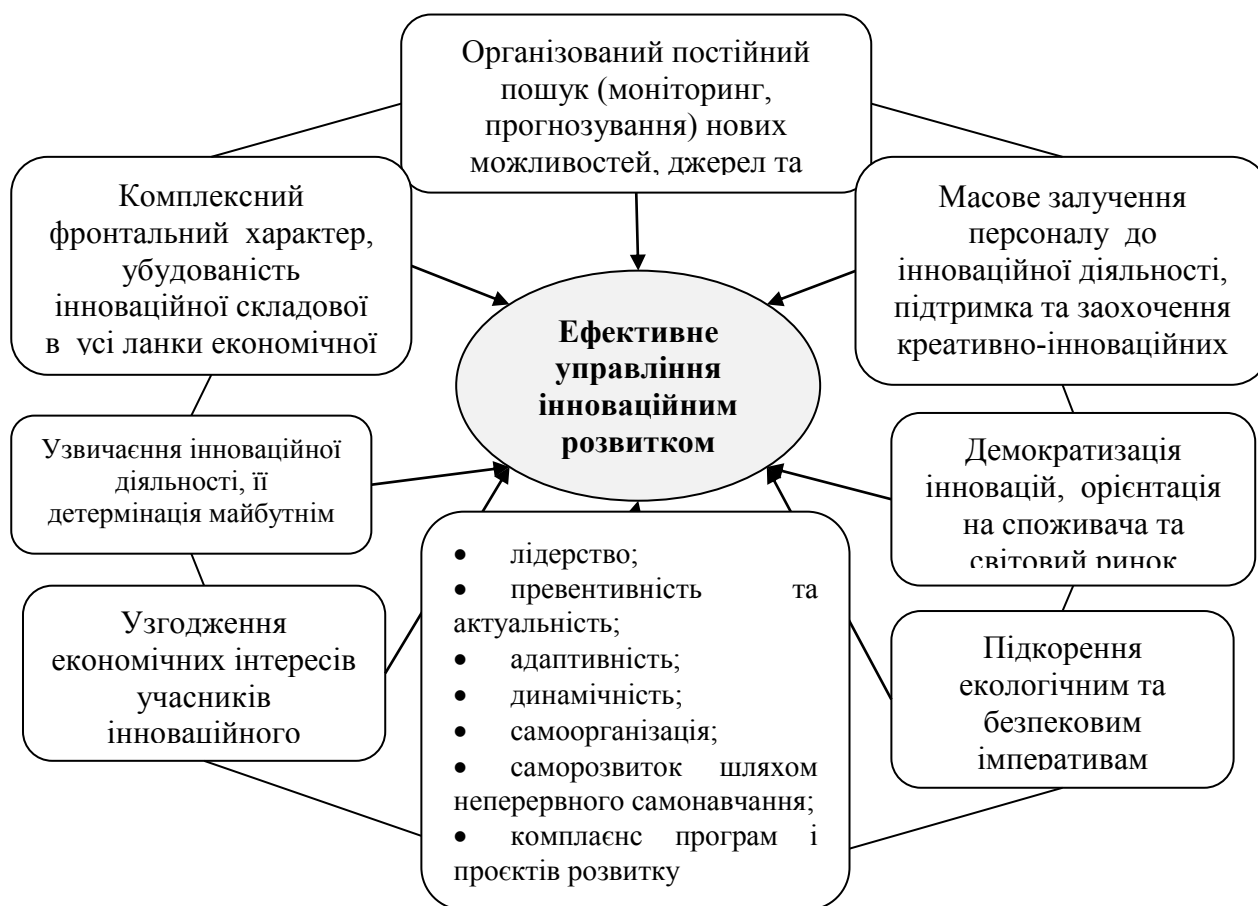 Організований постійний
пошук (моніторинг,
прогнозування) нових
можливостей, джерел та
Комплексний
фронтальний характер,
убудованість
інноваційної складової
в усі ланки економічної
Масове залучення
персоналу до
інноваційної діяльності,
підтримка та заохочення
креативно-інноваційних
Ефективне
управління
інноваційним
розвитком
Узвичаєння інноваційної
діяльності, її
детермінація майбутнім
Демократизація
інновацій, орієнтація
на споживача та
світовий ринок
Узгодження
економічних інтересів
учасників
інноваційного
• лідерство;
• превентивність та
актуальність;
• адаптивність;
• динамічність;
• самоорганізація;
• саморозвиток шляхом
неперервного самонавчання;
• комплаєнс програм і
проєктів розвитку
Підкорення
екологічним та
безпековим
імперативам